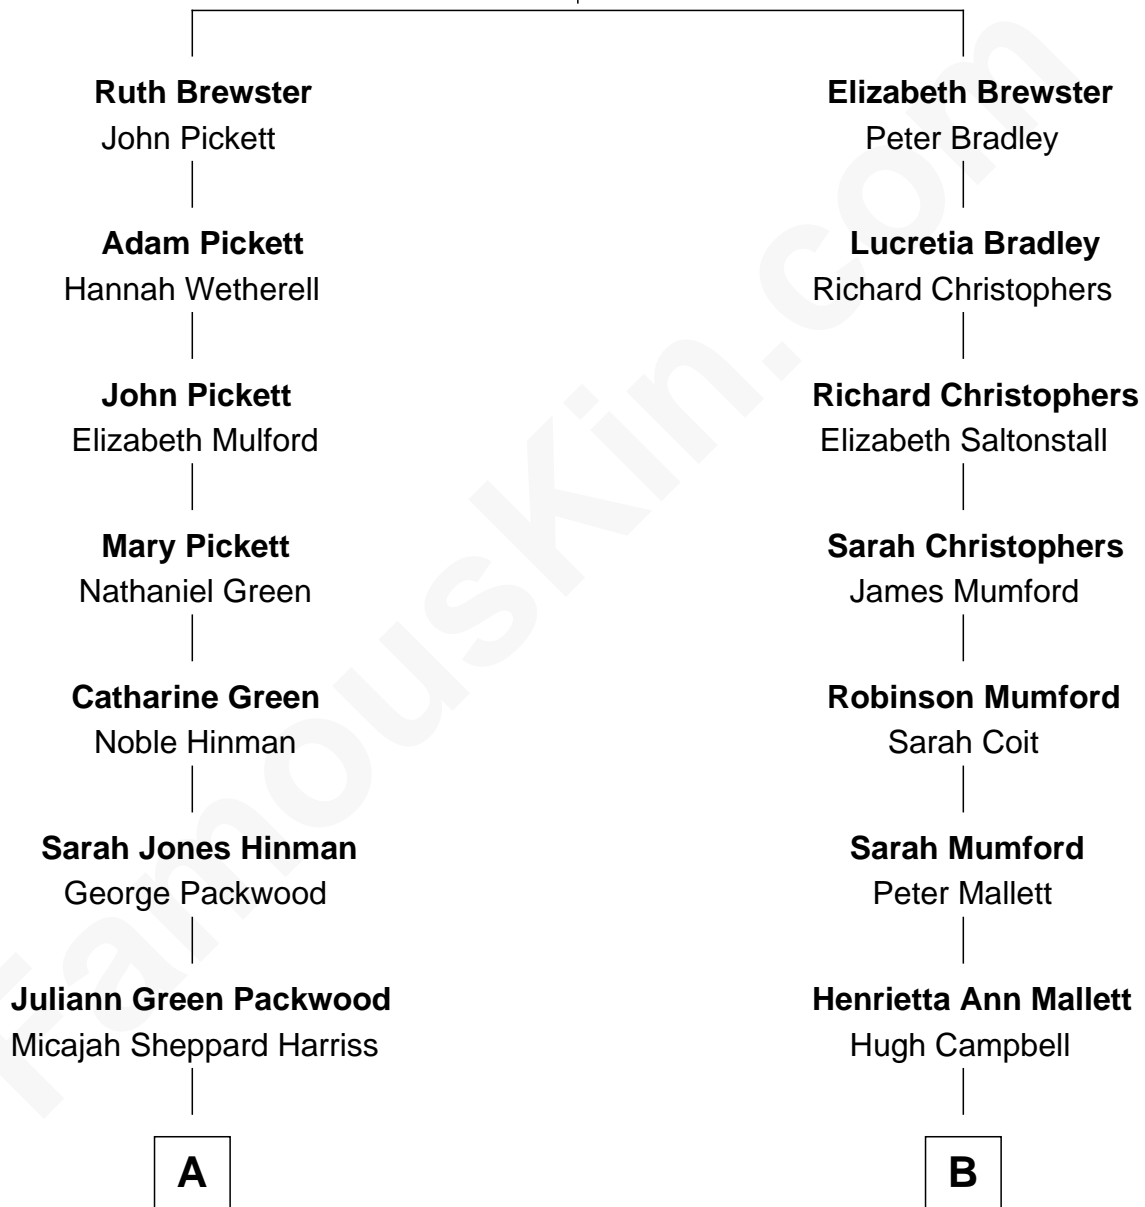 Ruth Brewster
John Pickett
Adam Pickett
Hannah Wetherell
John Pickett
Elizabeth Mulford
Mary Pickett
Nathaniel Green
Catharine Green
Noble Hinman
Sarah Jones Hinman
George Packwood
Juliann Green Packwood
Micajah Sheppard Harriss
A
Elizabeth Brewster
Peter Bradley
Lucretia Bradley
Richard Christophers
Richard Christophers
Elizabeth Saltonstall
Sarah Christophers
James Mumford
Robinson Mumford
Sarah Coit
Sarah Mumford
Peter Mallett
Henrietta Ann Mallett
Hugh Campbell
B
FamousKin.com